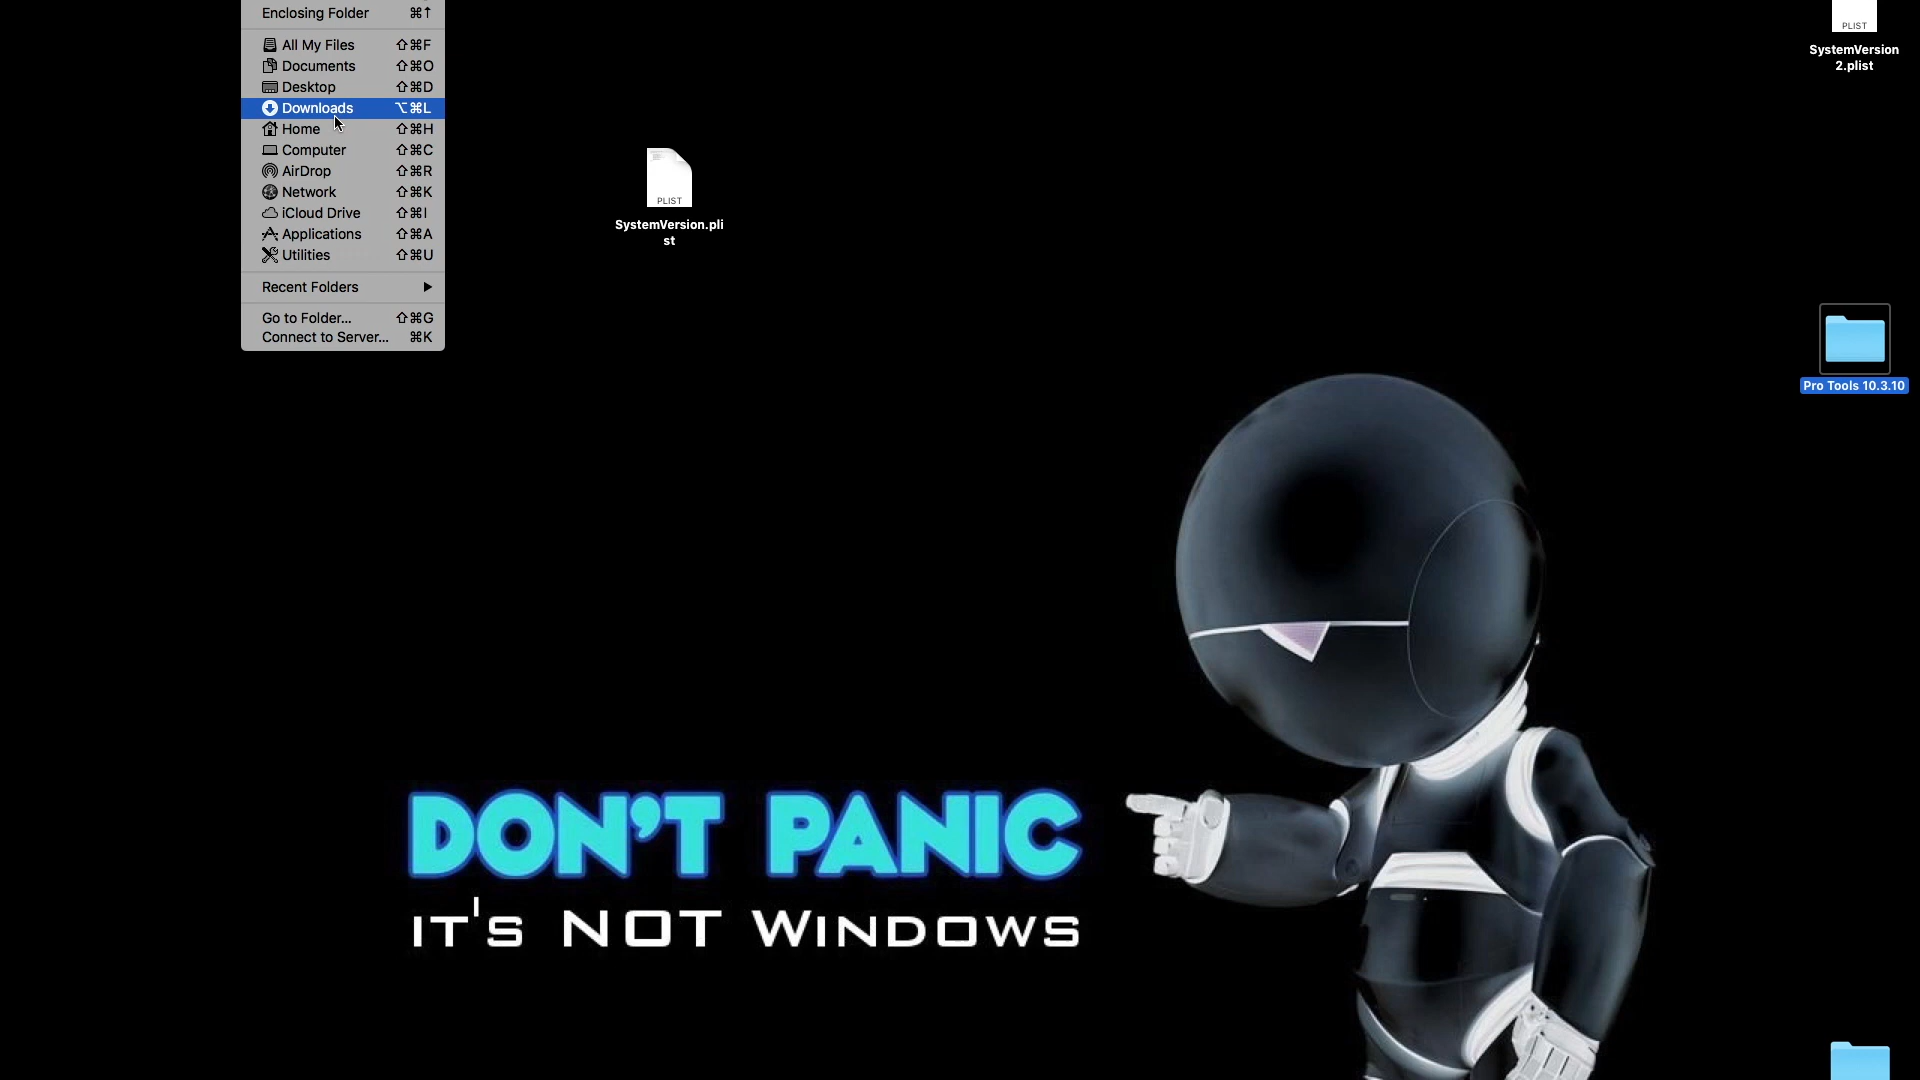 Enclosing Folder ⌘↑
All My Files ⇧⌘F
Documents ⇧⌘O
Desktop ⇧⌘D
Downloads ⌥⌘L
Home ⇧⌘H
Computer ⇧⌘C
AirDrop ⇧⌘R
Network ⇧⌘K
iCloud Drive ⇧⌘I
Applications ⇧⌘A
Utilities ⇧⌘U
Recent Folders ▶
Go to Folder... ⇧⌘G
Connect to Server... ⌘K
PLIST
SystemVersion.pli
st
PLIST
SystemVersion
2.plist
Pro Tools 10.3.10
DON'T PANIC
IT'S NOT WINDOWS